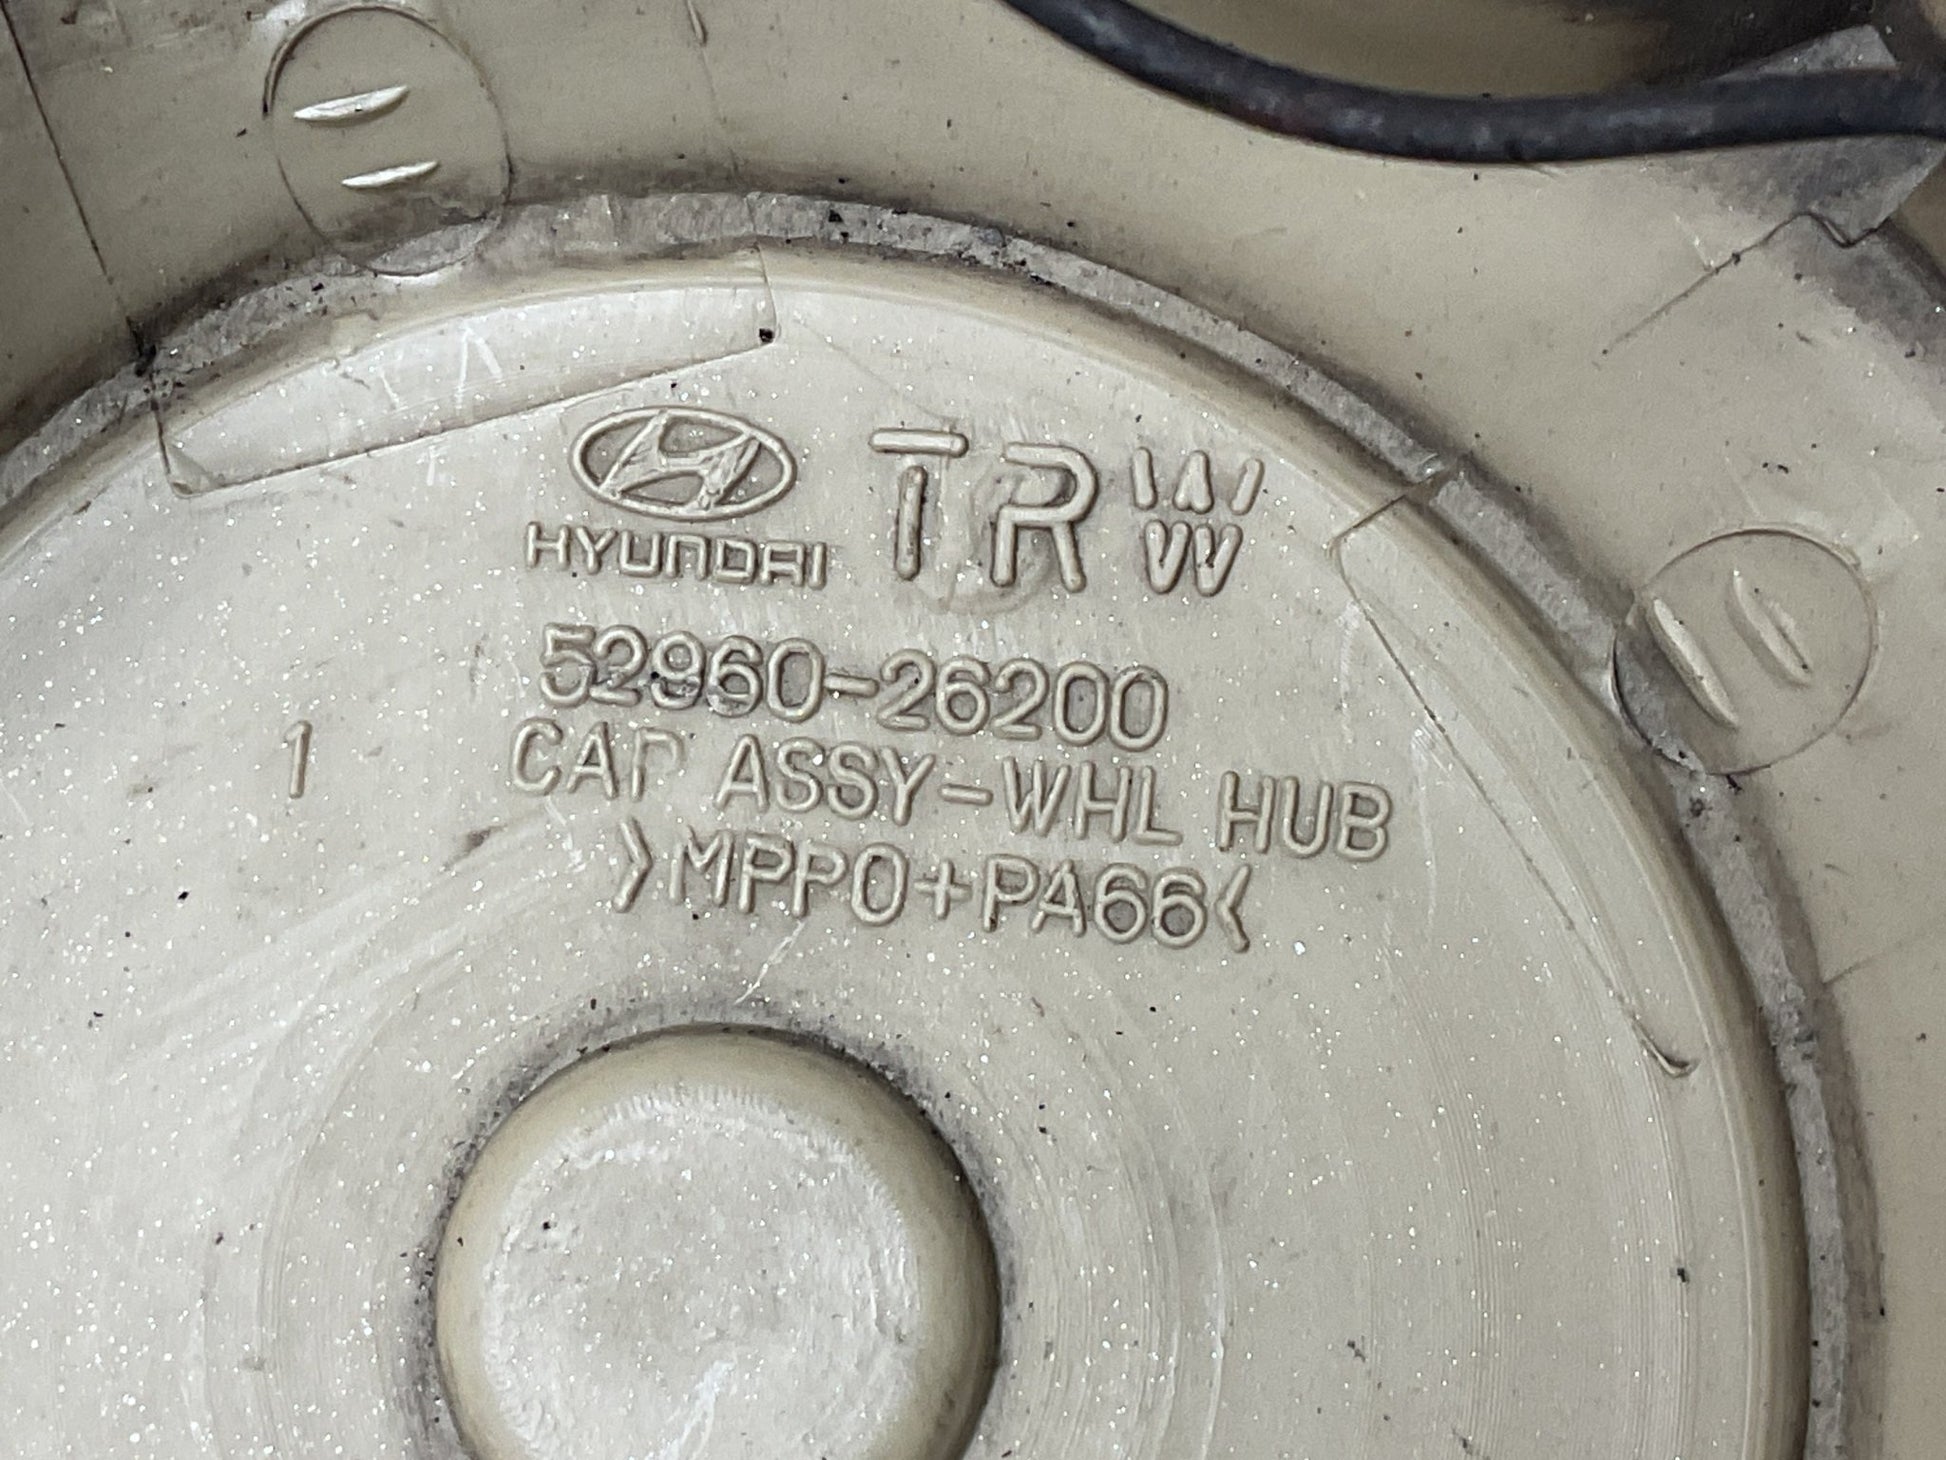 HYUNDAI TRW
52960-26200
1 CAP ASSY-WHL HUB
>MPPO+PA66<